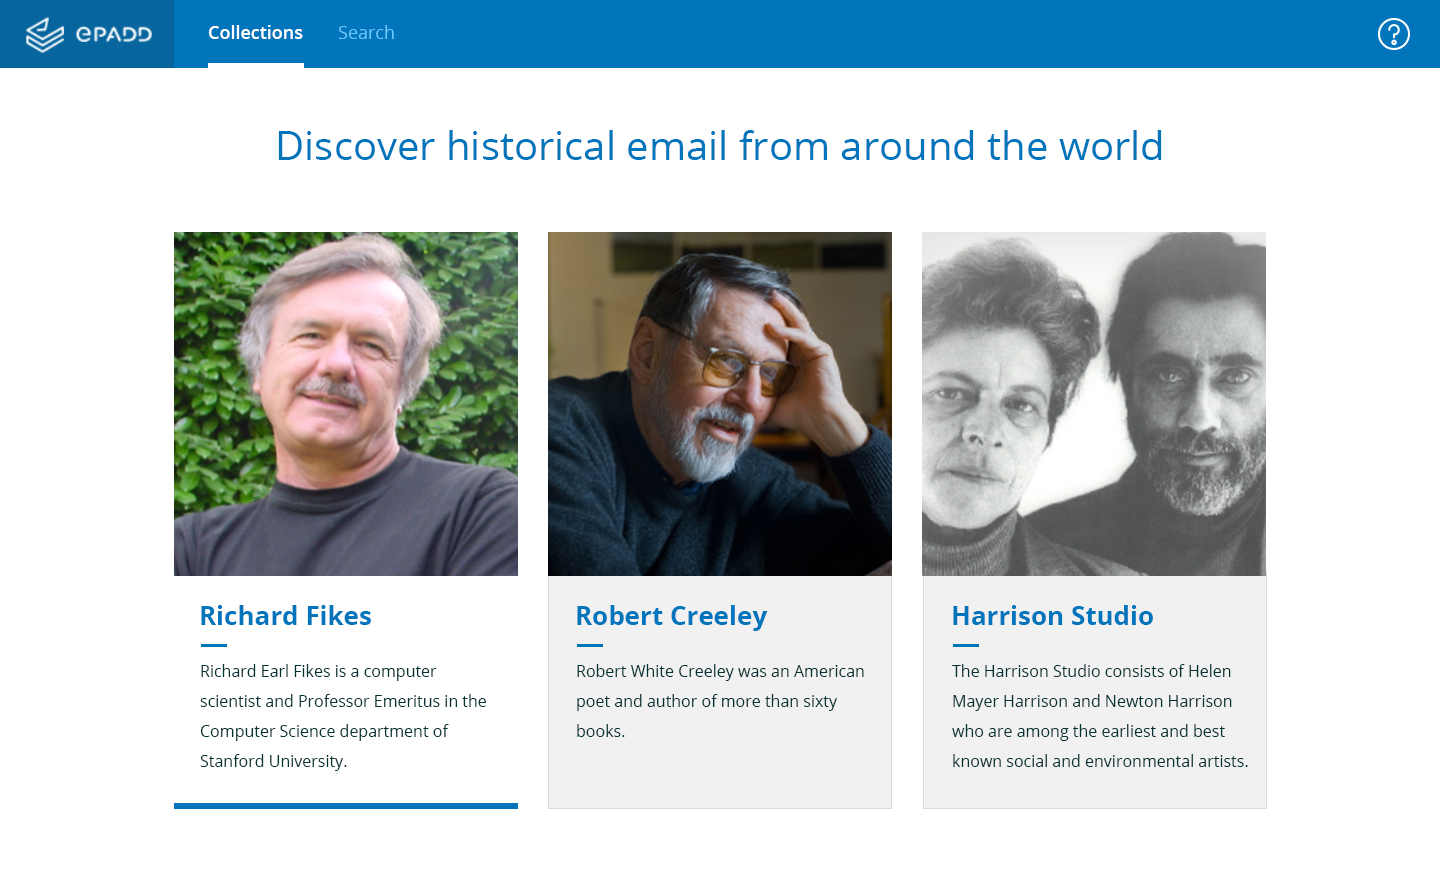 ePADD
Collections
Search
?
Discover historical email from around the world
Richard Fikes
Richard Earl Fikes is a computer
scientist and Professor Emeritus in the
Computer Science department of
Stanford University.
Robert Creeley
Robert White Creeley was an American
poet and author of more than sixty
books.
Harrison Studio
The Harrison Studio consists of Helen
Mayer Harrison and Newton Harrison
who are among the earliest and best
known social and environmental artists.